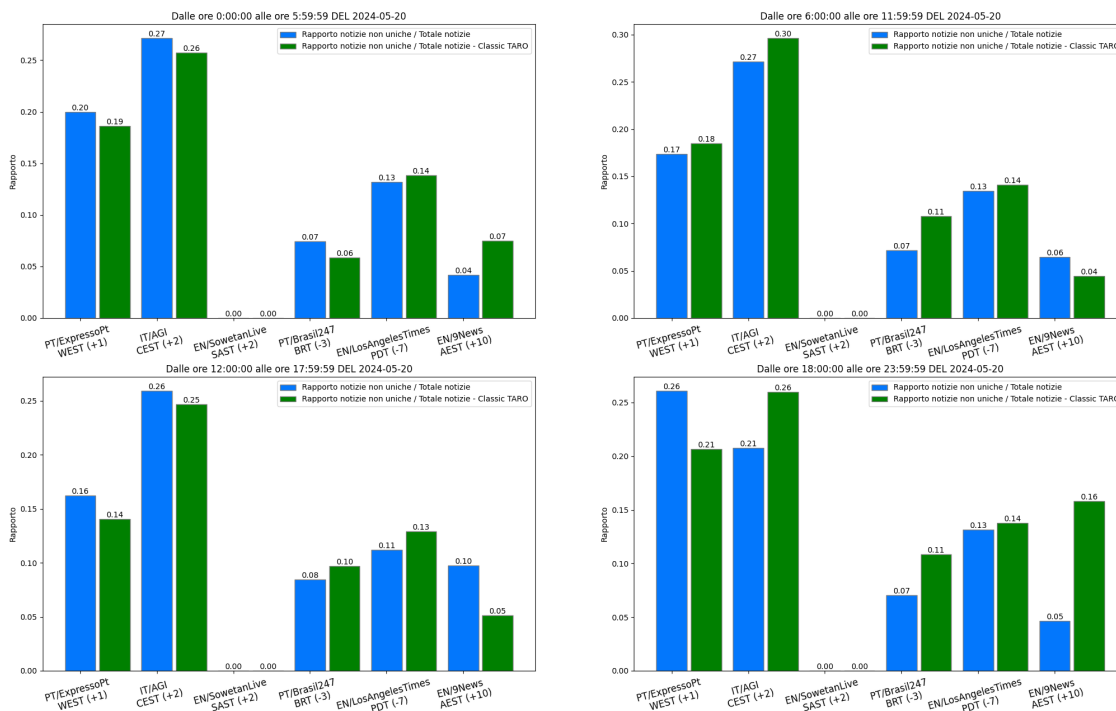 Dalle ore 0:00:00 alle ore 5:59:59 DEL 2024-05-20
Rapporto notizie non uniche / Totale notizie
Rapporto notizie non uniche / Totale notizie - Classic TARO
Rapporto
0.25
0.20
0.15
0.10
0.05
0.00
0.20
0.19
0.27
0.26
0.00
0.00
0.07
0.06
0.13
0.14
0.04
0.07
PT/ExpressoPt
WEST (+1)
IT/AGI
CEST (+2)
EN/SowetanLive
SAST (+2)
PT/Brasil247
BRT (-3)
EN/LosAngelesTimes
PDT (-7)
EN/9News
AEST (+10)
Dalle ore 6:00:00 alle ore 11:59:59 DEL 2024-05-20
Rapporto notizie non uniche / Totale notizie
Rapporto notizie non uniche / Totale notizie - Classic TARO
Rapporto
0.30
0.25
0.20
0.15
0.10
0.05
0.00
0.17
0.18
0.27
0.30
0.00
0.00
0.07
0.11
0.13
0.14
0.06
0.04
PT/ExpressoPt
WEST (+1)
IT/AGI
CEST (+2)
EN/SowetanLive
SAST (+2)
PT/Brasil247
BRT (-3)
EN/LosAngelesTimes
PDT (-7)
EN/9News
AEST (+10)
Dalle ore 12:00:00 alle ore 17:59:59 DEL 2024-05-20
Rapporto notizie non uniche / Totale notizie
Rapporto notizie non uniche / Totale notizie - Classic TARO
Rapporto
0.25
0.20
0.15
0.10
0.05
0.00
0.16
0.14
0.26
0.25
0.00
0.00
0.08
0.10
0.11
0.13
0.10
0.05
PT/ExpressoPt
WEST (+1)
IT/AGI
CEST (+2)
EN/SowetanLive
SAST (+2)
PT/Brasil247
BRT (-3)
EN/LosAngelesTimes
PDT (-7)
EN/9News
AEST (+10)
Dalle ore 18:00:00 alle ore 23:59:59 DEL 2024-05-20
Rapporto notizie non uniche / Totale notizie
Rapporto notizie non uniche / Totale notizie - Classic TARO
Rapporto
0.25
0.20
0.15
0.10
0.05
0.00
0.26
0.21
0.21
0.26
0.00
0.00
0.07
0.11
0.13
0.14
0.05
0.16
PT/ExpressoPt
WEST (+1)
IT/AGI
CEST (+2)
EN/SowetanLive
SAST (+2)
PT/Brasil247
BRT (-3)
EN/LosAngelesTimes
PDT (-7)
EN/9News
AEST (+10)